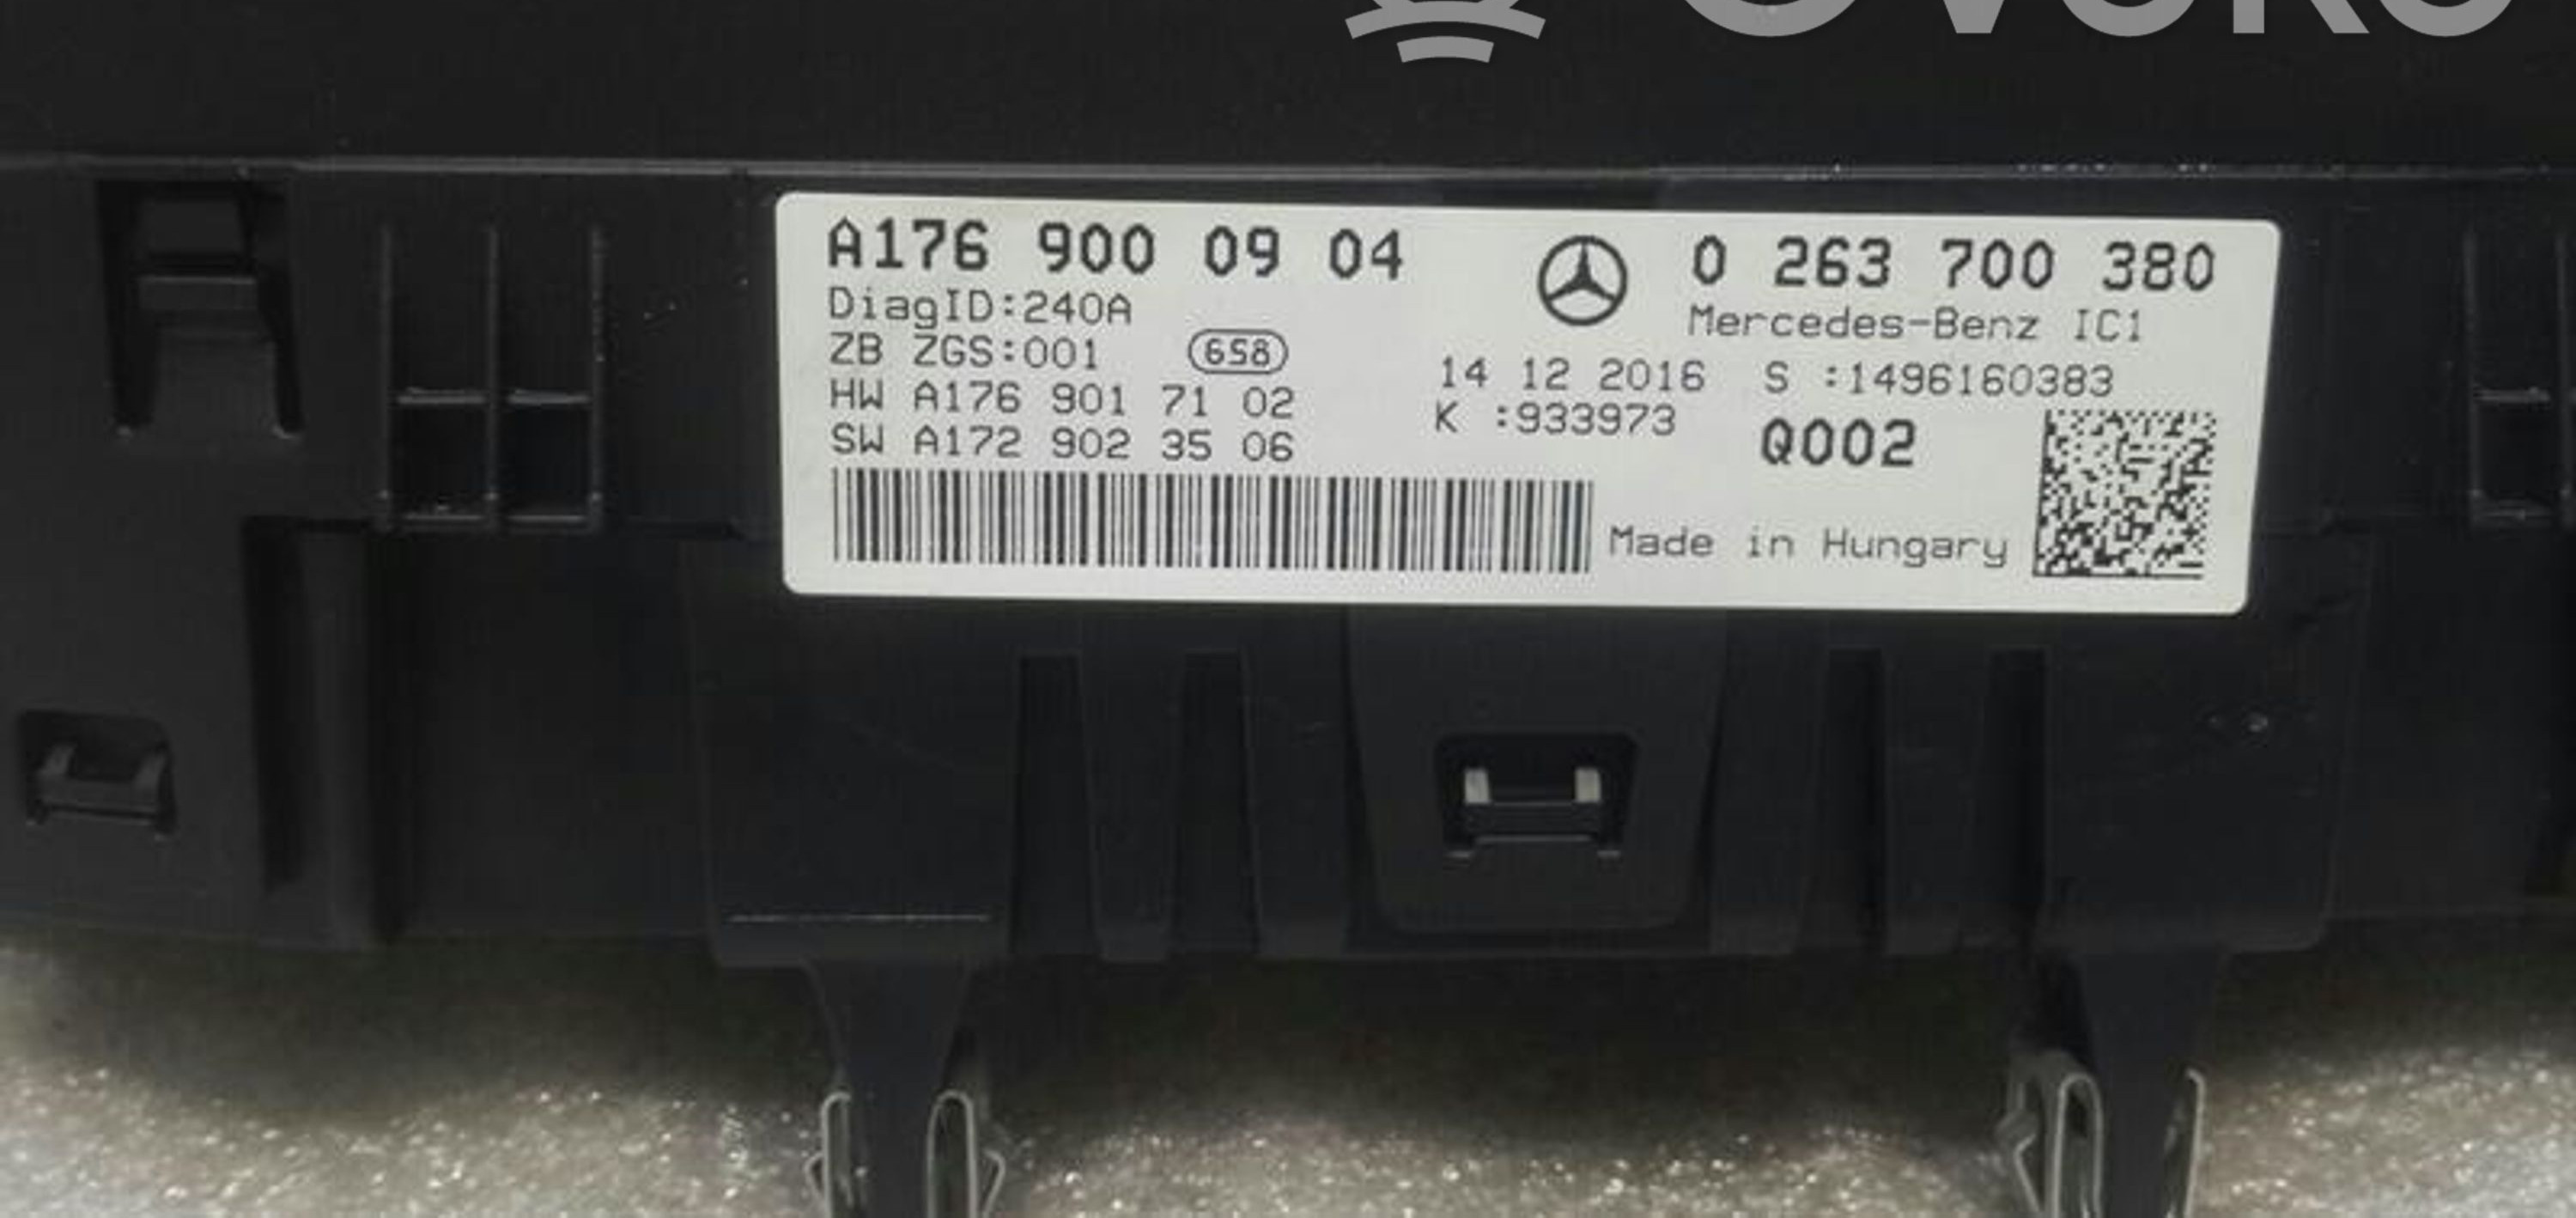 A176 900 09 04
DiagID:240A
ZB ZGS:001 658
HW A176 901 71 02
SW A172 902 35 06
0 263 700 380
Mercedes-Benz IC1
14 12 2016 S :1496160383
K :933973
Q002
Made in Hungary